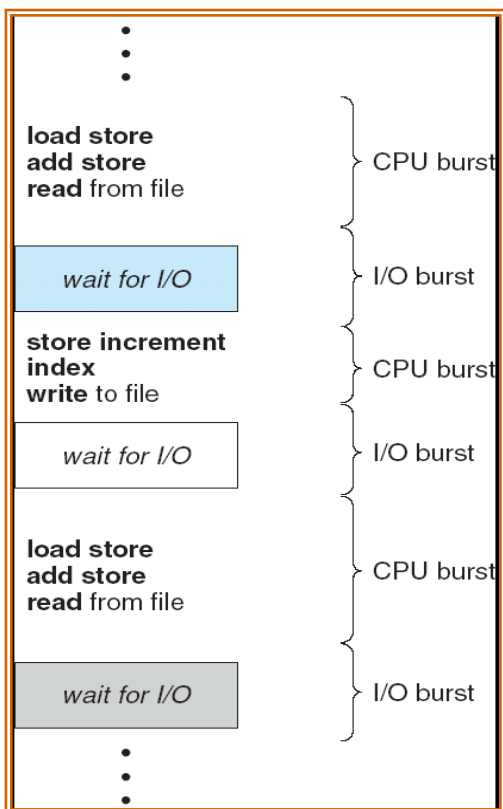 load store
add store
read from file
CPU burst
wait for I/O
I/O burst
store increment
index
write to file
CPU burst
wait for I/O
I/O burst
load store
add store
read from file
CPU burst
wait for I/O
I/O burst